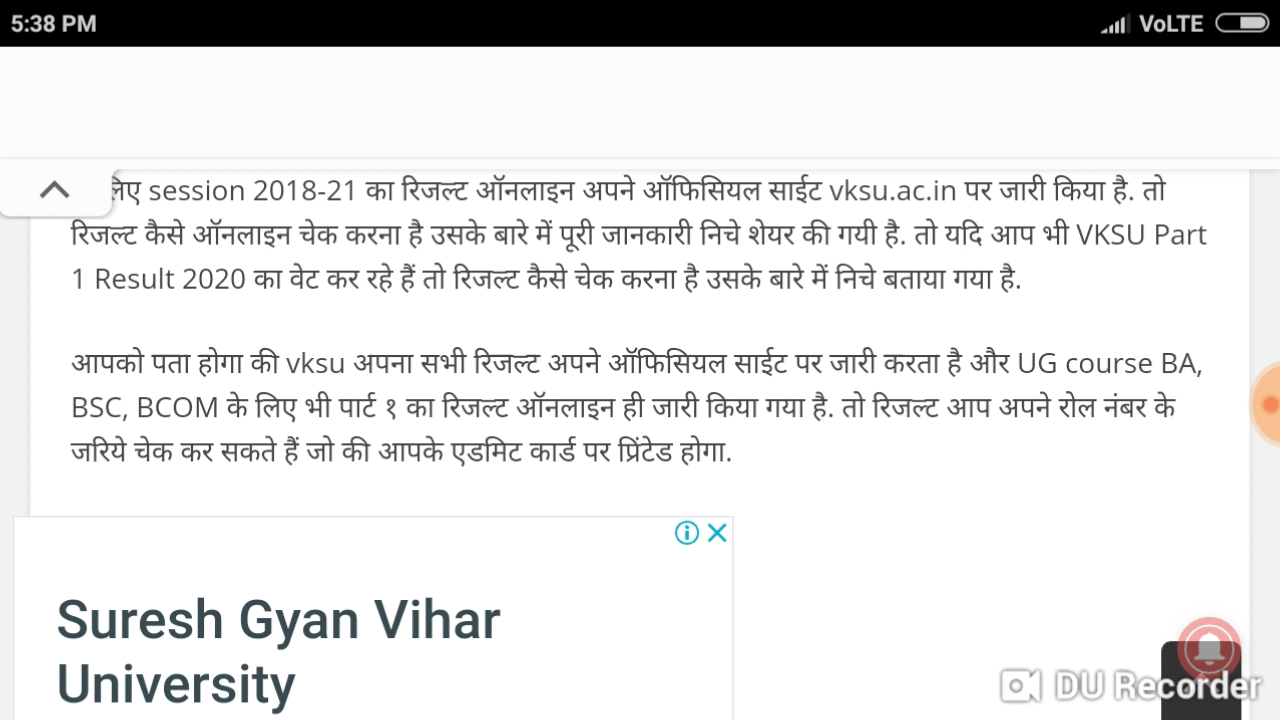 5:38 PM
VoLTE
लिए session 2018-21 का रिजल्ट ऑनलाइन अपने ऑफिसियल साईट vksu.ac.in पर जारी किया है. तो
रिजल्ट कैसे ऑनलाइन चेक करना है उसके बारे में पूरी जानकारी निचे शेयर की गयी है. तो यदि आप भी VKSU Part
1 Result 2020 का वेट कर रहे हैं तो रिजल्ट कैसे चेक करना है उसके बारे में निचे बताया गया है.
आपको पता होगा की vksu अपना सभी रिजल्ट अपने ऑफिसियल साईट पर जारी करता है और UG course BA,
BSC, BCOM के लिए भी पार्ट १ का रिजल्ट ऑनलाइन ही जारी किया गया है. तो रिजल्ट आप अपने रोल नंबर के
जरिये चेक कर सकते हैं जो की आपके एडमिट कार्ड पर प्रिंटेड होगा.
Suresh Gyan Vihar
University
DU Recorder